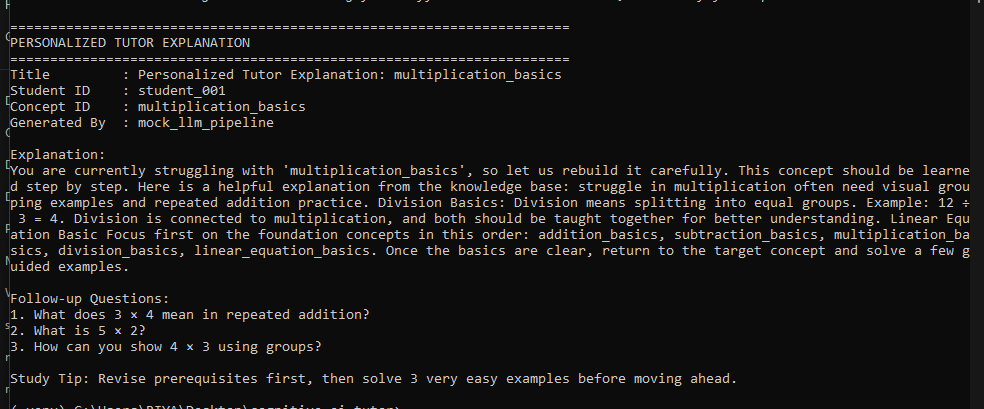 ======================================================================
PERSONALIZED TUTOR EXPLANATION
======================================================================
Title         : Personalized Tutor Explanation: multiplication_basics
Student ID    : student_001
Concept ID    : multiplication_basics
Generated By  : mock_llm_pipeline
Explanation:
You are currently struggling with 'multiplication_basics', so let us rebuild it carefully. This concept should be learne
d step by step. Here is a helpful explanation from the knowledge base: struggle in multiplication often need visual grou
ping examples and repeated addition practice. Division Basics: Division means splitting into equal groups. Example: 12 ÷
 3 = 4. Division is connected to multiplication, and both should be taught together for better understanding. Linear Equ
ation Basic Focus first on the foundation concepts in this order: addition_basics, subtraction_basics, multiplication_ba
sics, division_basics, linear_equation_basics. Once the basics are clear, return to the target concept and solve a few g
uided examples.
Follow-up Questions:
1. What does 3 × 4 mean in repeated addition?
2. What is 5 × 2?
3. How can you show 4 × 3 using groups?
Study Tip: Revise prerequisites first, then solve 3 very easy examples before moving ahead.